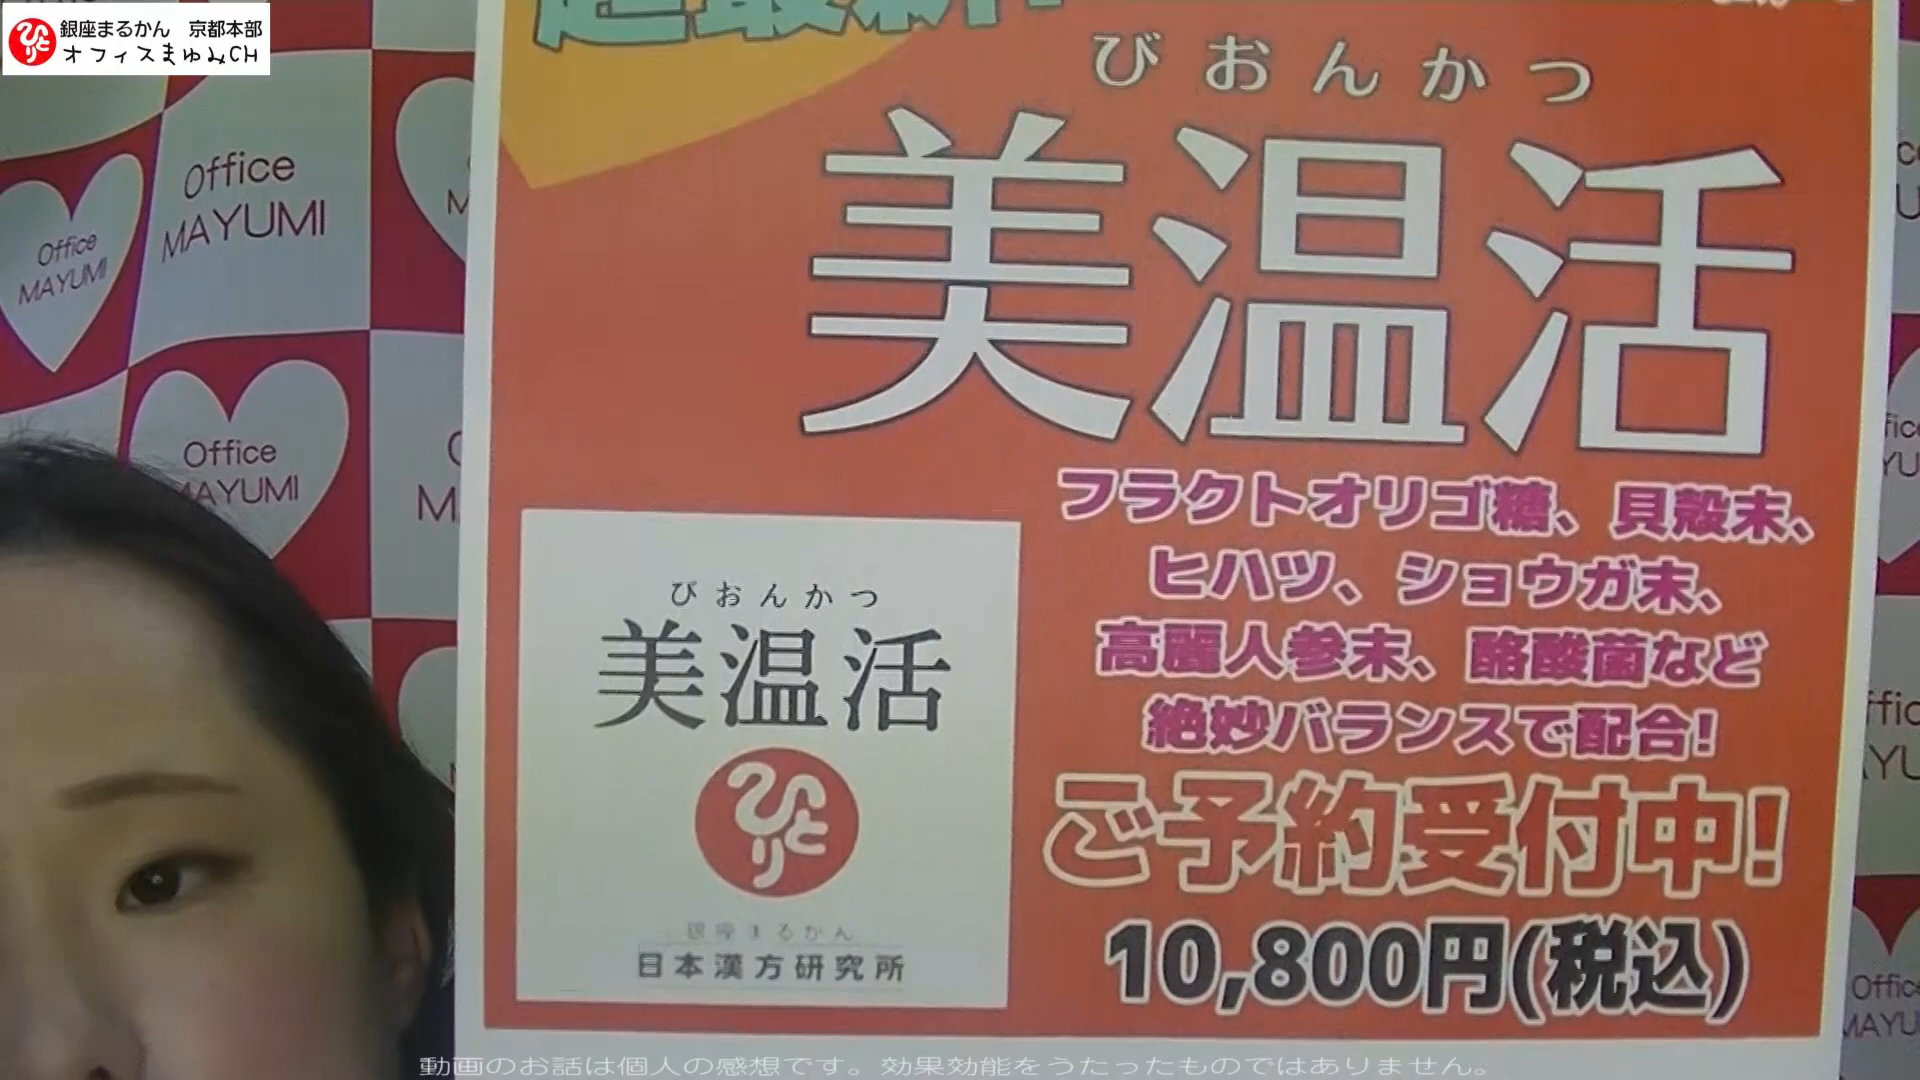 銀座まるかん 京都本部
オフィスまゆみCH
ひとり
びおんかつ
美温活
フラクトオリゴ糖、貝殻末、
ヒハツ、ショウガ末、
高麗人参末、酪酸菌など
絶妙バランスで配合!
ご予約受付中!
10,800円(税込)
びおんかつ
美温活
ひとり
銀座まるかん
日本漢方研究所
Office
MAYUMI
Office
MAYUMI
Office
MAYUMI
動画のお話は個人の感想です。効果効能をうたったものではありません。